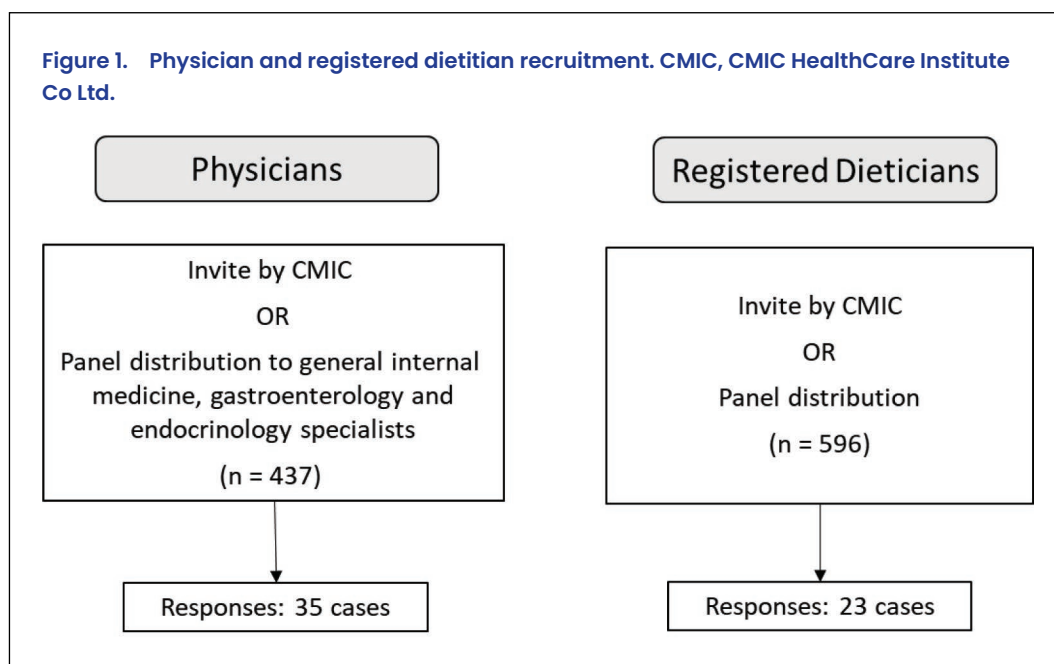 Figure 1. Physician and registered dietitian recruitment. CMIC, CMIC HealthCare Institute
Co Ltd.
Physicians
Registered Dieticians
Invite by CMIC
OR
Panel distribution to general internal
medicine, gastroenterology and
endocrinology specialists
(n = 437)
Invite by CMIC
OR
Panel distribution
(n = 596)
Responses: 35 cases
Responses: 23 cases